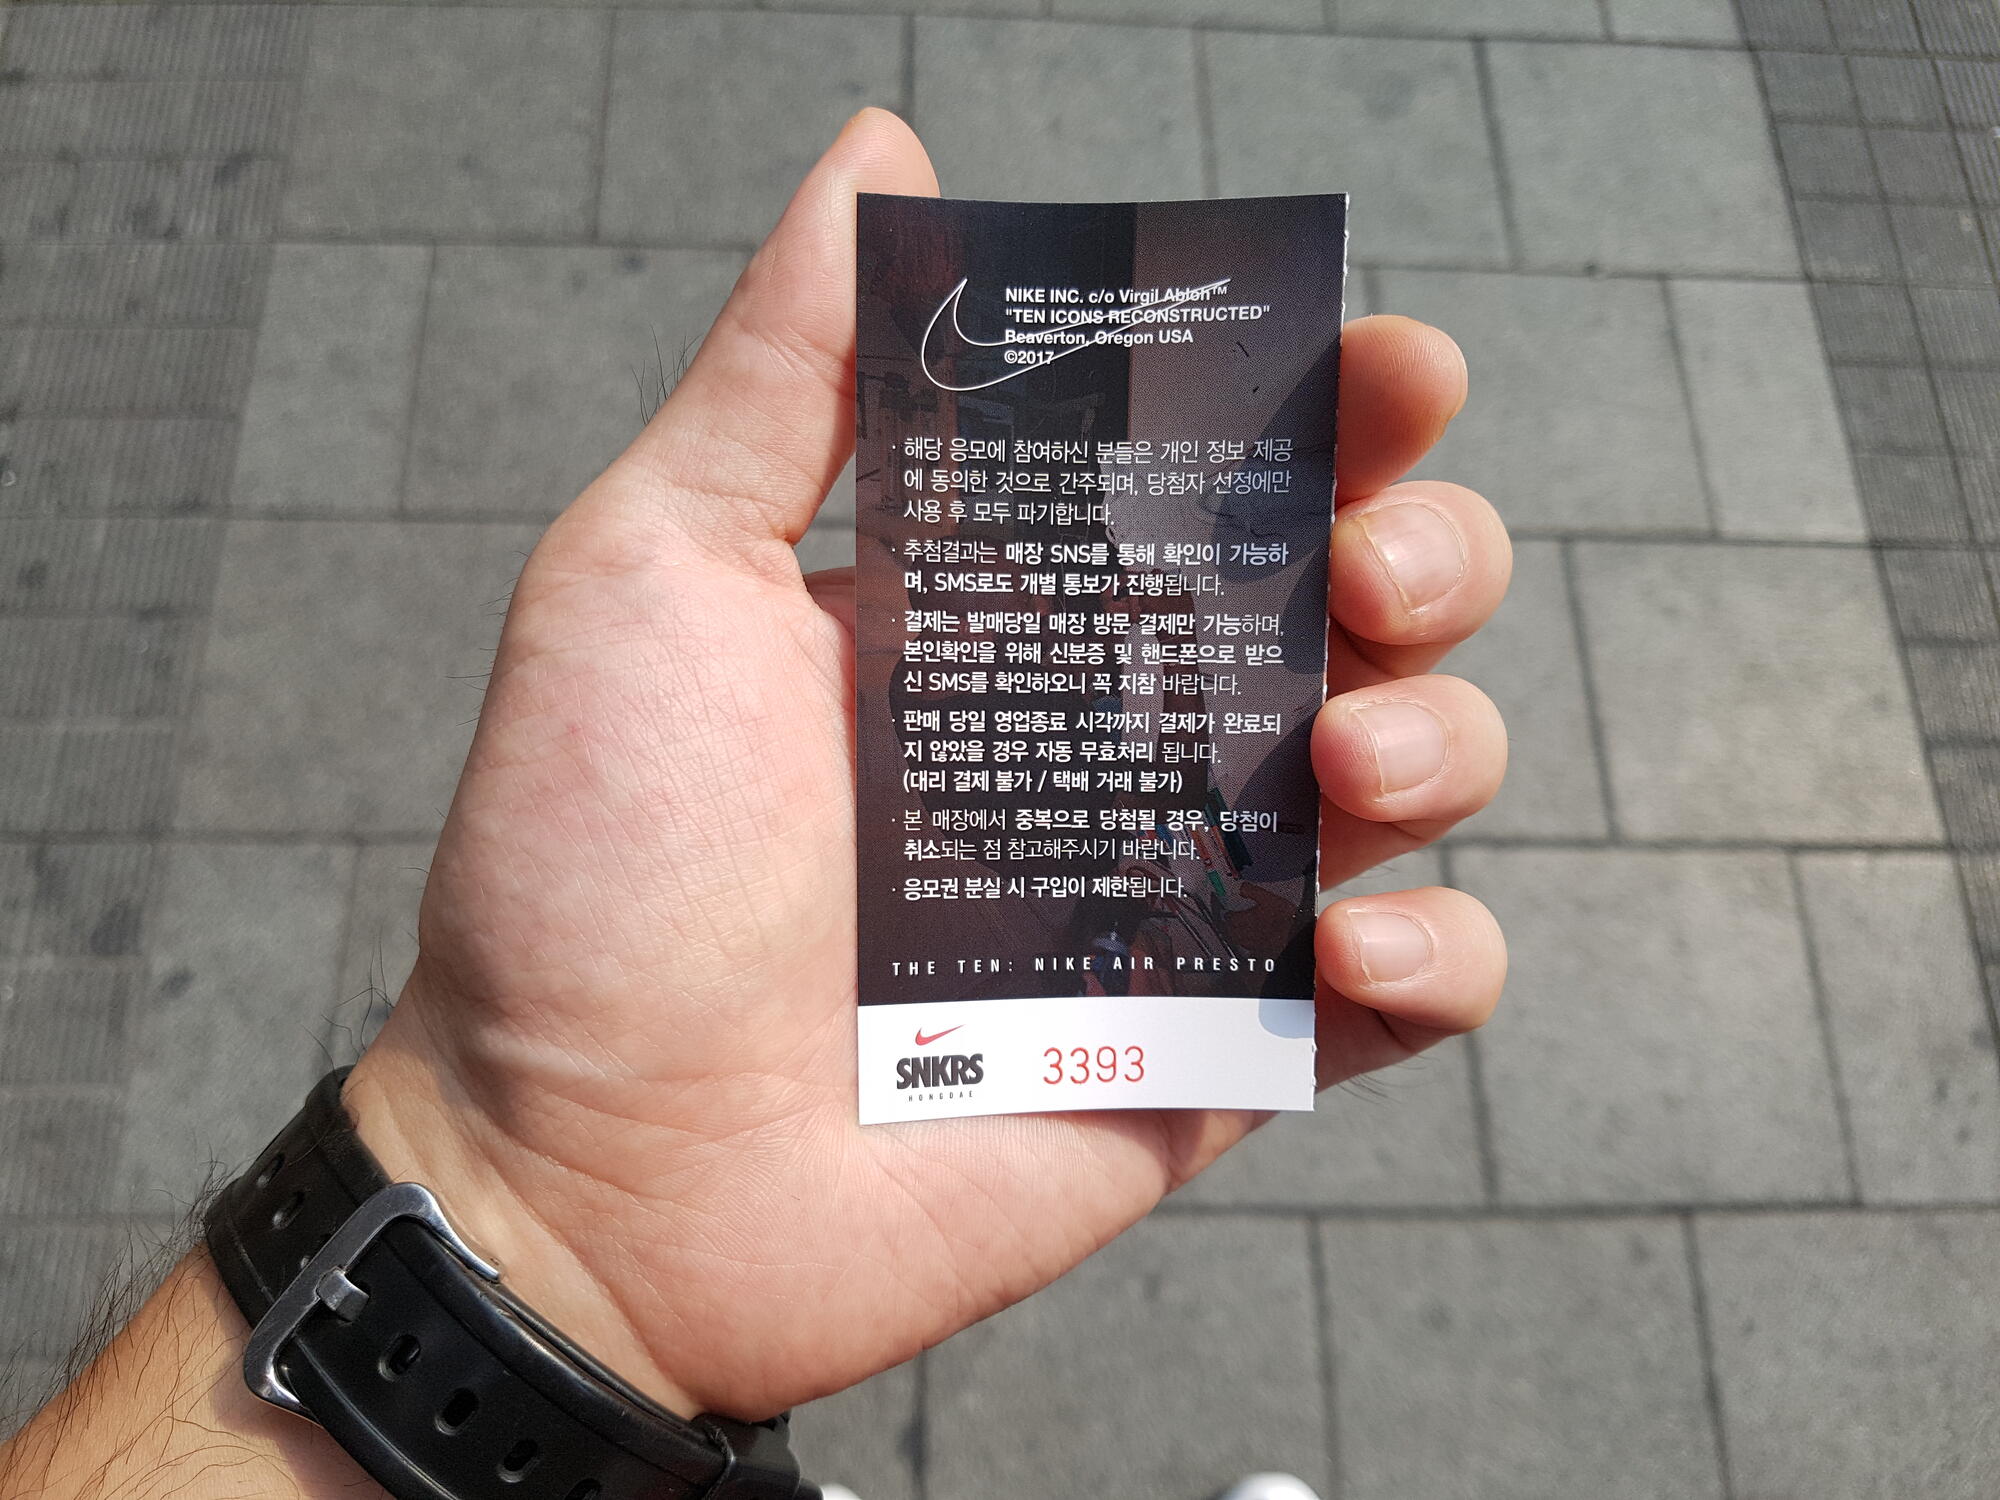 NIKE INC. c/o Virgil Abloh™
"TEN ICONS RECONSTRUCTED"
Beaverton, Oregon USA
©2017
· 해당 응모에 참여하신 분들은 개인 정보 제공
에 동의한 것으로 간주되며, 당첨자 선정에만
사용 후 모두 파기합니다.
· 추첨결과는 매장 SNS를 통해 확인이 가능하
며, SMS로도 개별 통보가 진행됩니다.
· 결제는 발매당일 매장 방문 결제만 가능하며,
본인확인을 위해 신분증 및 핸드폰으로 받으
신 SMS를 확인하오니 꼭 지참 바랍니다.
· 판매 당일 영업종료 시각까지 결제가 완료되
지 않았을 경우 자동 무효처리 됩니다.
(대리 결제 불가 / 택배 거래 불가)
· 본 매장에서 중복으로 당첨될 경우, 당첨이
취소되는 점 참고해주시기 바랍니다.
· 응모권 분실 시 구입이 제한됩니다.
THE TEN: NIKE AIR PRESTO
SNKRS
HONGDAE
3393